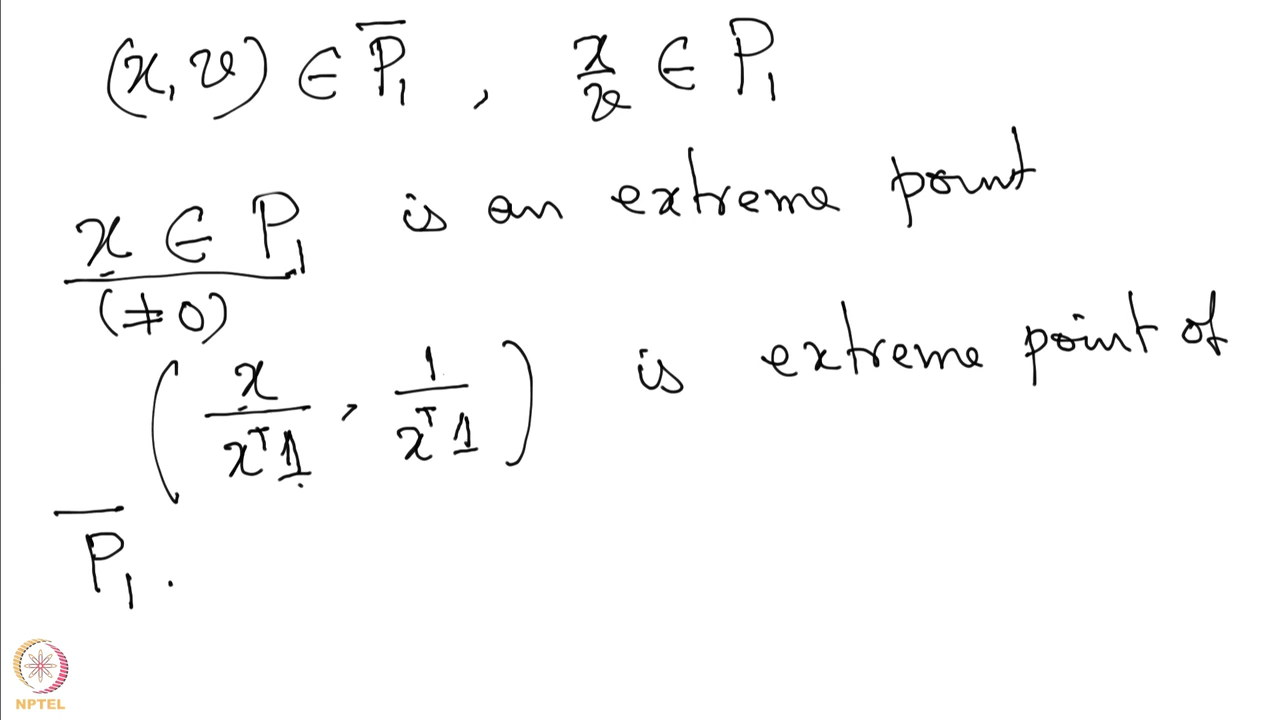 (x, v) ∈ P̅₁ , x/v ∈ P₁
x ∈ P₁ is an extreme point
(≠0)
( x/(xᵀ1) , 1/(xᵀ1) ) is extreme point of
P̅₁ .
NPTEL